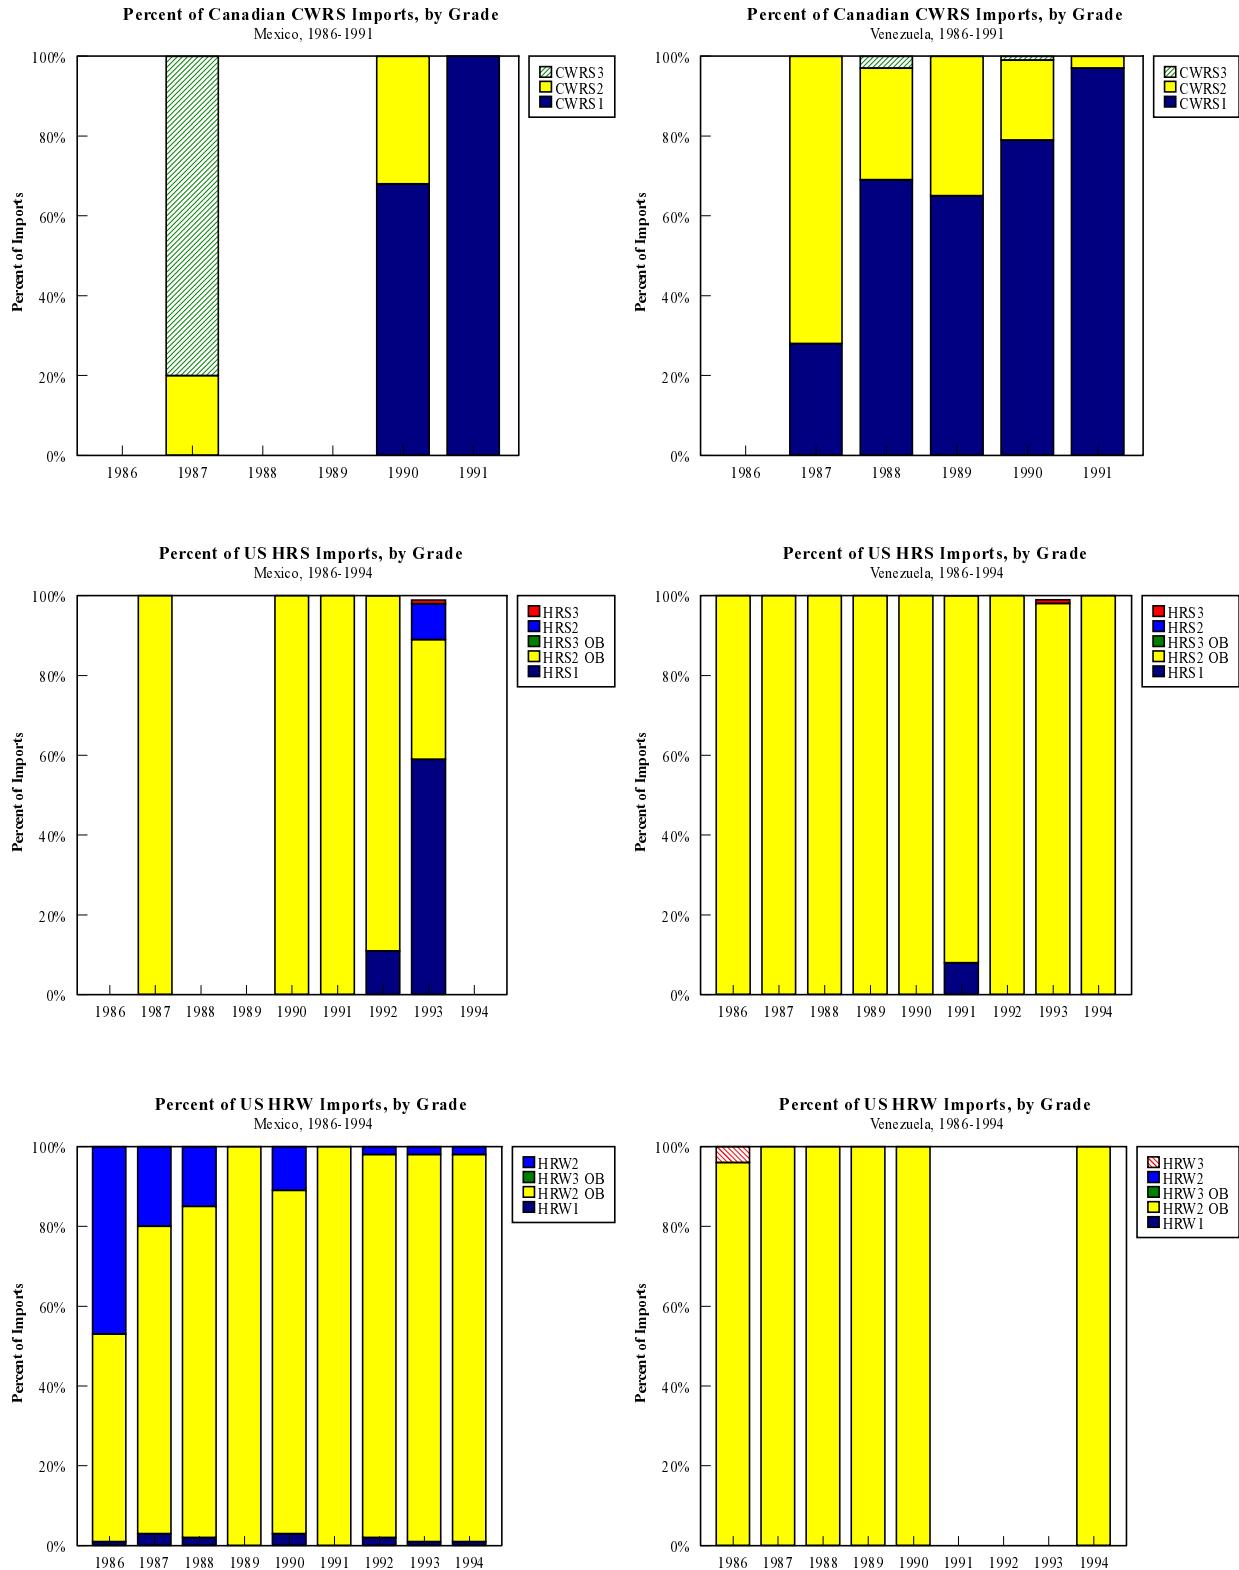 Percent of Canadian CWRS Imports, by Grade
Mexico, 1986-1991
100%
80%
60%
40%
20%
0%
Percent of Imports
1986 1987 1988 1989 1990 1991
CWRS3
CWRS2
CWRS1
Percent of Canadian CWRS Imports, by Grade
Venezuela, 1986-1991
100%
80%
60%
40%
20%
0%
Percent of Imports
1986 1987 1988 1989 1990 1991
CWRS3
CWRS2
CWRS1
Percent of US HRS Imports, by Grade
Mexico, 1986-1994
100%
80%
60%
40%
20%
0%
Percent of Imports
1986 1987 1988 1989 1990 1991 1992 1993 1994
HRS3
HRS2
HRS3 OB
HRS2 OB
HRS1
Percent of US HRS Imports, by Grade
Venezuela, 1986-1994
100%
80%
60%
40%
20%
0%
Percent of Imports
1986 1987 1988 1989 1990 1991 1992 1993 1994
HRS3
HRS2
HRS3 OB
HRS2 OB
HRS1
Percent of US HRW Imports, by Grade
Mexico, 1986-1994
100%
80%
60%
40%
20%
0%
Percent of Imports
1986 1987 1988 1989 1990 1991 1992 1993 1994
HRW2
HRW3 OB
HRW2 OB
HRW1
Percent of US HRW Imports, by Grade
Venezuela, 1986-1994
100%
80%
60%
40%
20%
0%
Percent of Imports
1986 1987 1988 1989 1990 1991 1992 1993 1994
HRW3
HRW2
HRW3 OB
HRW2 OB
HRW1